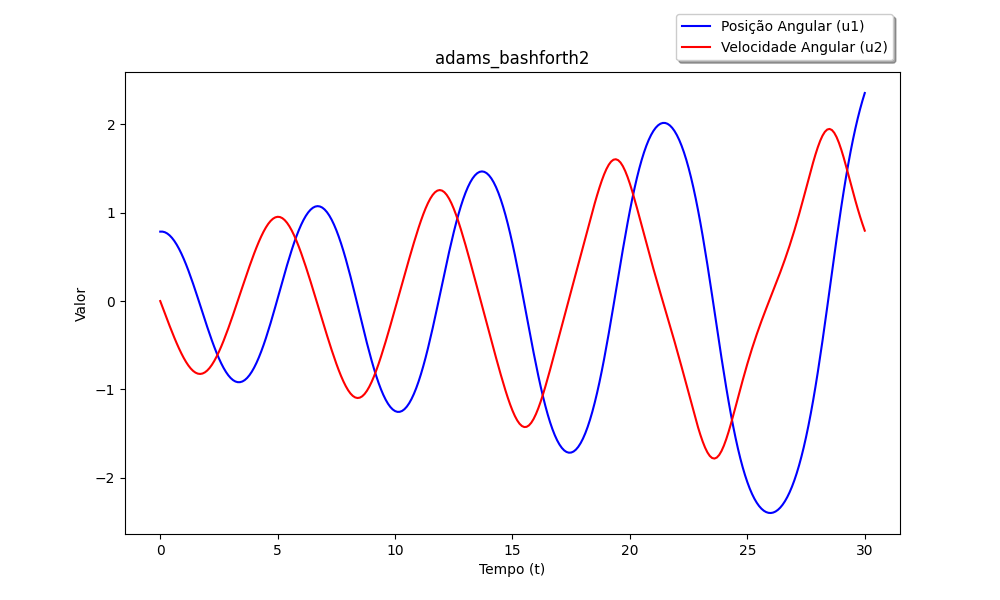 Posição Angular (u1)
Velocidade Angular (u2)
adams_bashforth2
Valor
2
1
0
−1
−2
0
5
10
15
20
25
30
Tempo (t)